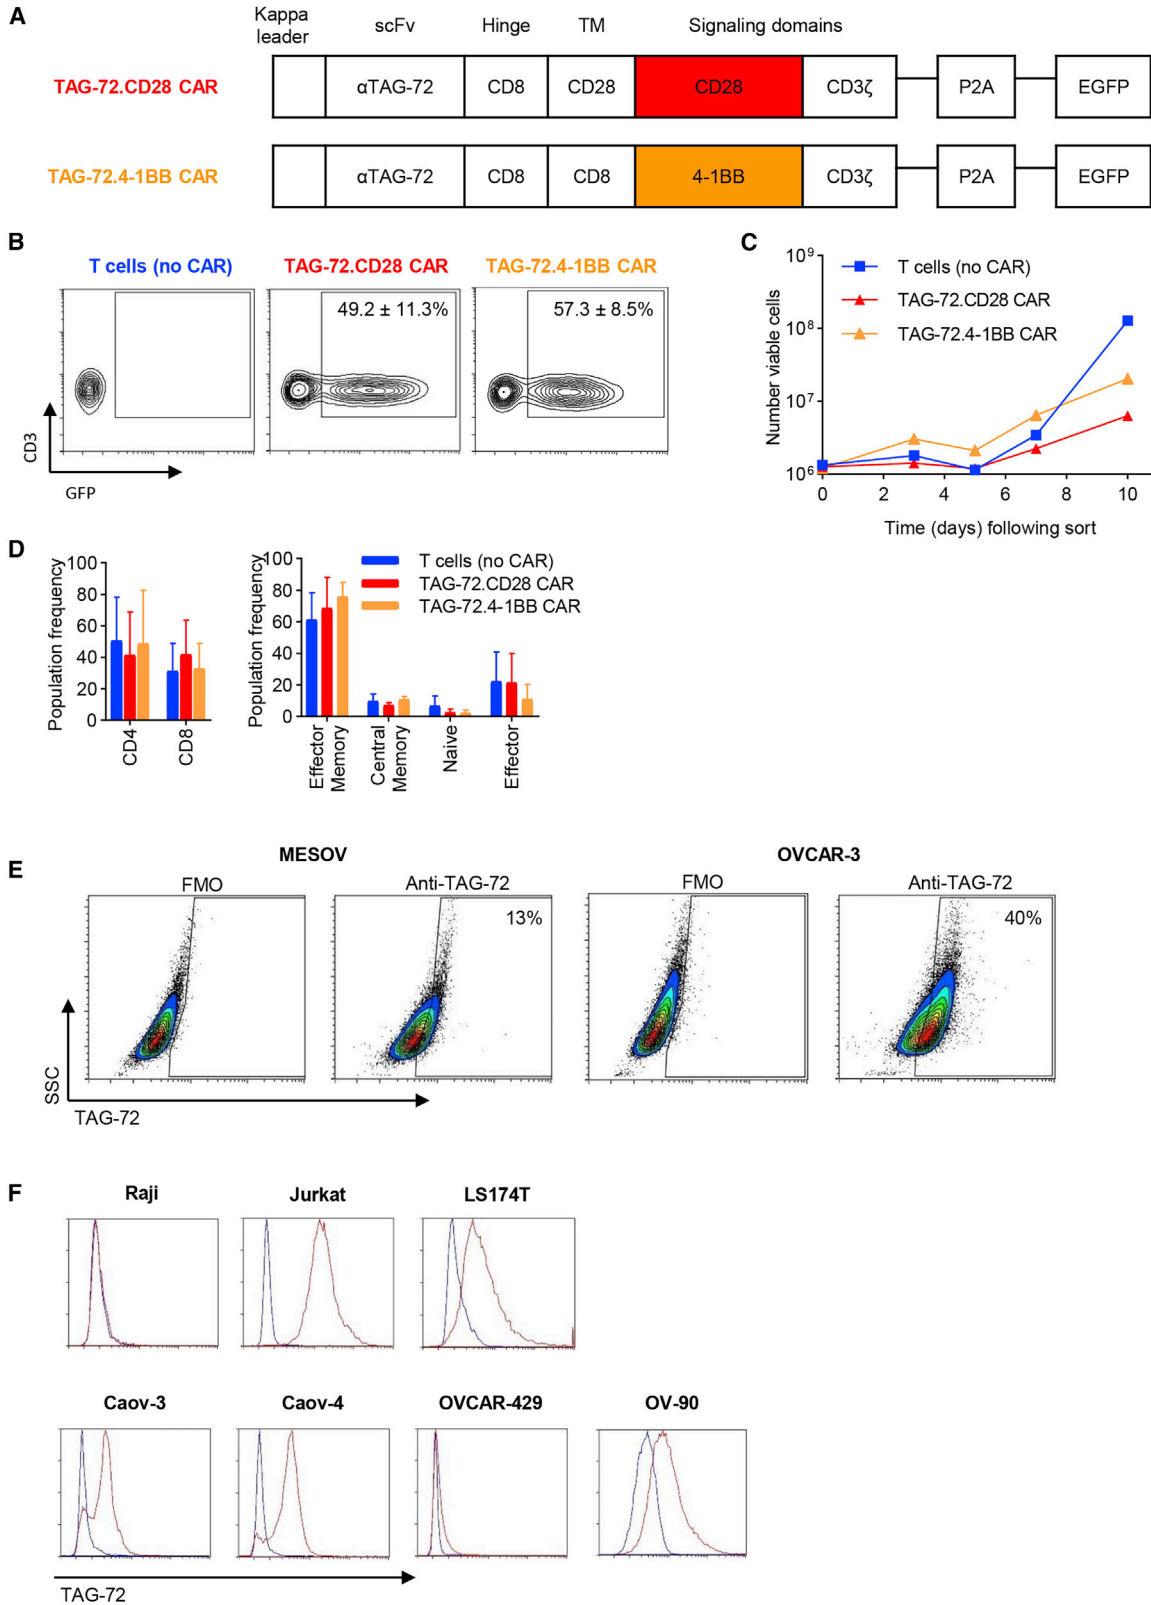 A
Kappa
leader
scFv
Hinge
TM
Signaling domains
TAG-72.CD28 CAR
αTAG-72
CD8
CD28
CD28
CD3ζ
P2A
EGFP
TAG-72.4-1BB CAR
αTAG-72
CD8
CD8
4-1BB
CD3ζ
P2A
EGFP
B
T cells (no CAR)
TAG-72.CD28 CAR
TAG-72.4-1BB CAR
49.2 ± 11.3%
57.3 ± 8.5%
CD3
GFP
C
Number viable cells
10^9
10^8
10^7
10^6
0
2
4
6
8
10
Time (days) following sort
T cells (no CAR)
TAG-72.CD28 CAR
TAG-72.4-1BB CAR
D
Population frequency
100
80
60
40
20
0
CD4
CD8
Population frequency
100
80
60
40
20
0
Effector
Memory
Central
Memory
Naive
Effector
T cells (no CAR)
TAG-72.CD28 CAR
TAG-72.4-1BB CAR
E
MESOV
OVCAR-3
FMO
Anti-TAG-72
FMO
Anti-TAG-72
13%
40%
SSC
TAG-72
F
Raji
Jurkat
LS174T
Caov-3
Caov-4
OVCAR-429
OV-90
TAG-72